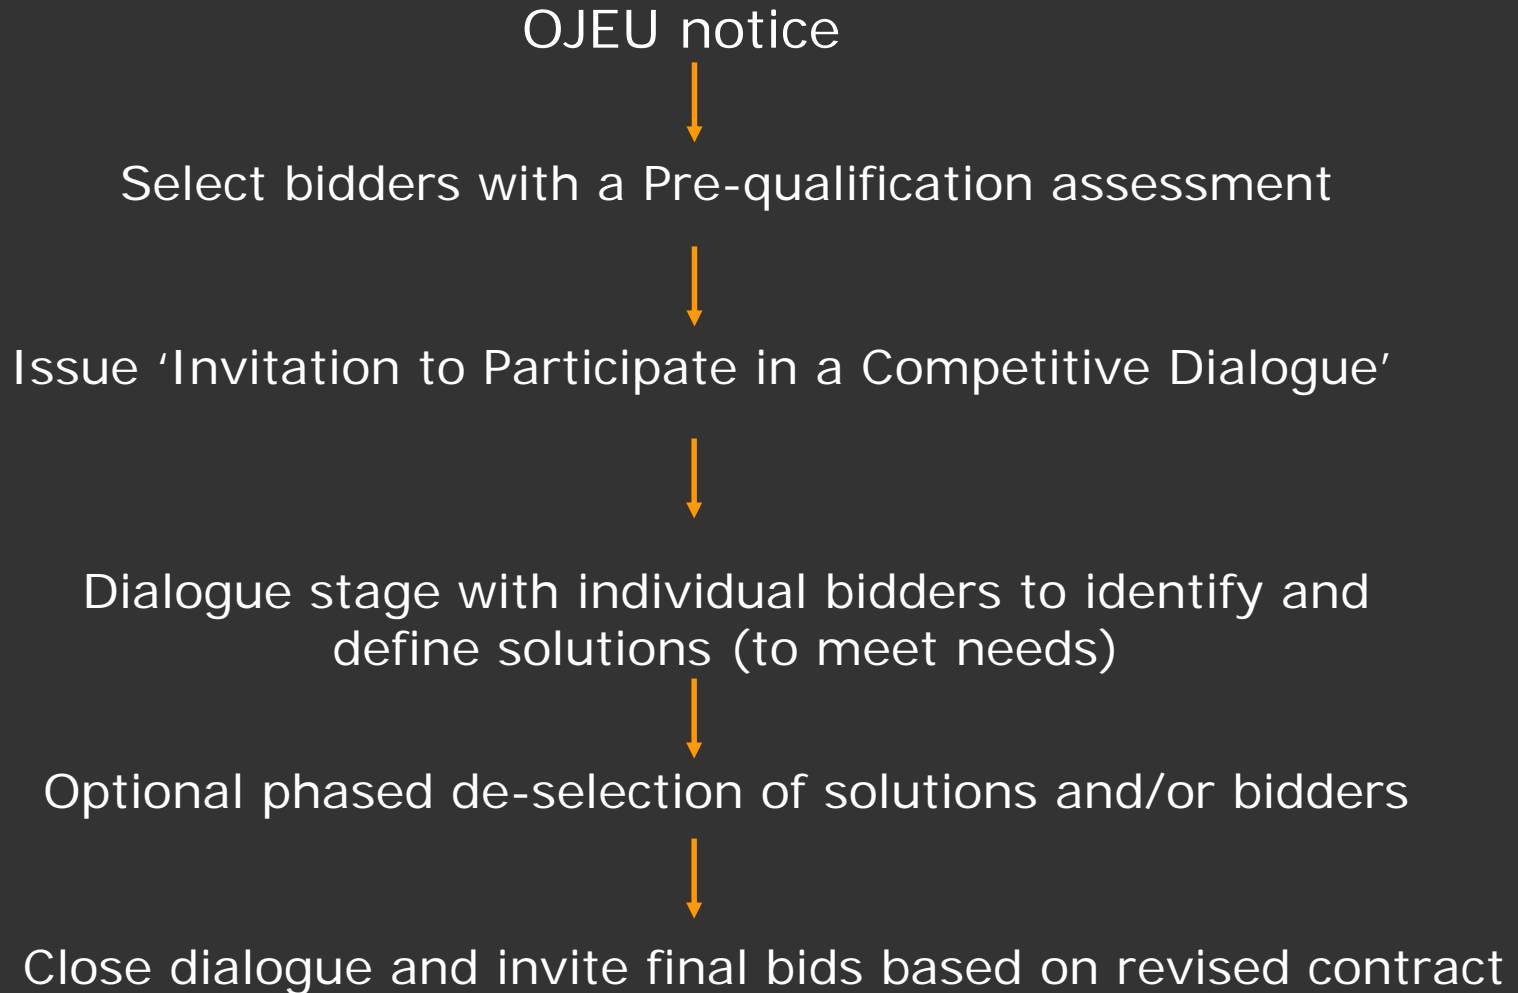 OJEU notice
Select bidders with a Pre-qualification assessment
Issue ‘Invitation to Participate in a Competitive Dialogue’
Dialogue stage with individual bidders to identify and
define solutions (to meet needs)
Optional phased de-selection of solutions and/or bidders
Close dialogue and invite final bids based on revised contract